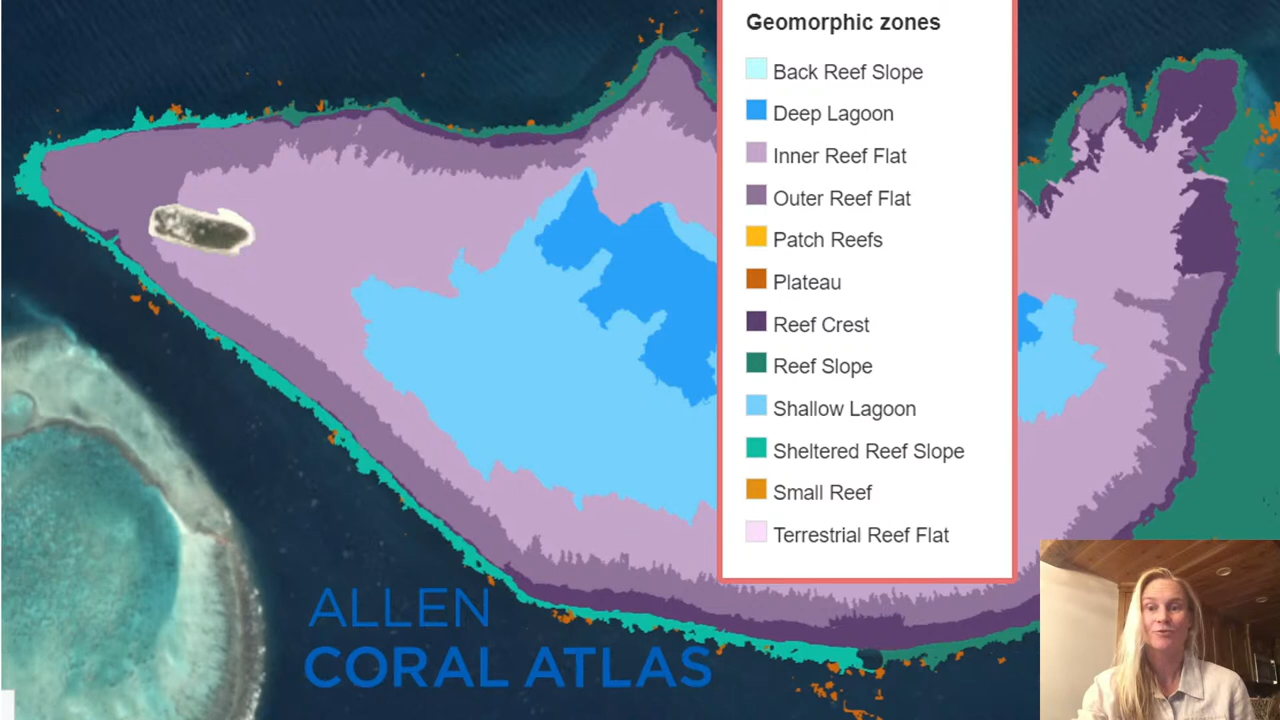 Geomorphic zones
Back Reef Slope
Deep Lagoon
Inner Reef Flat
Outer Reef Flat
Patch Reefs
Plateau
Reef Crest
Reef Slope
Shallow Lagoon
Sheltered Reef Slope
Small Reef
Terrestrial Reef Flat
ALLEN
CORAL ATLAS